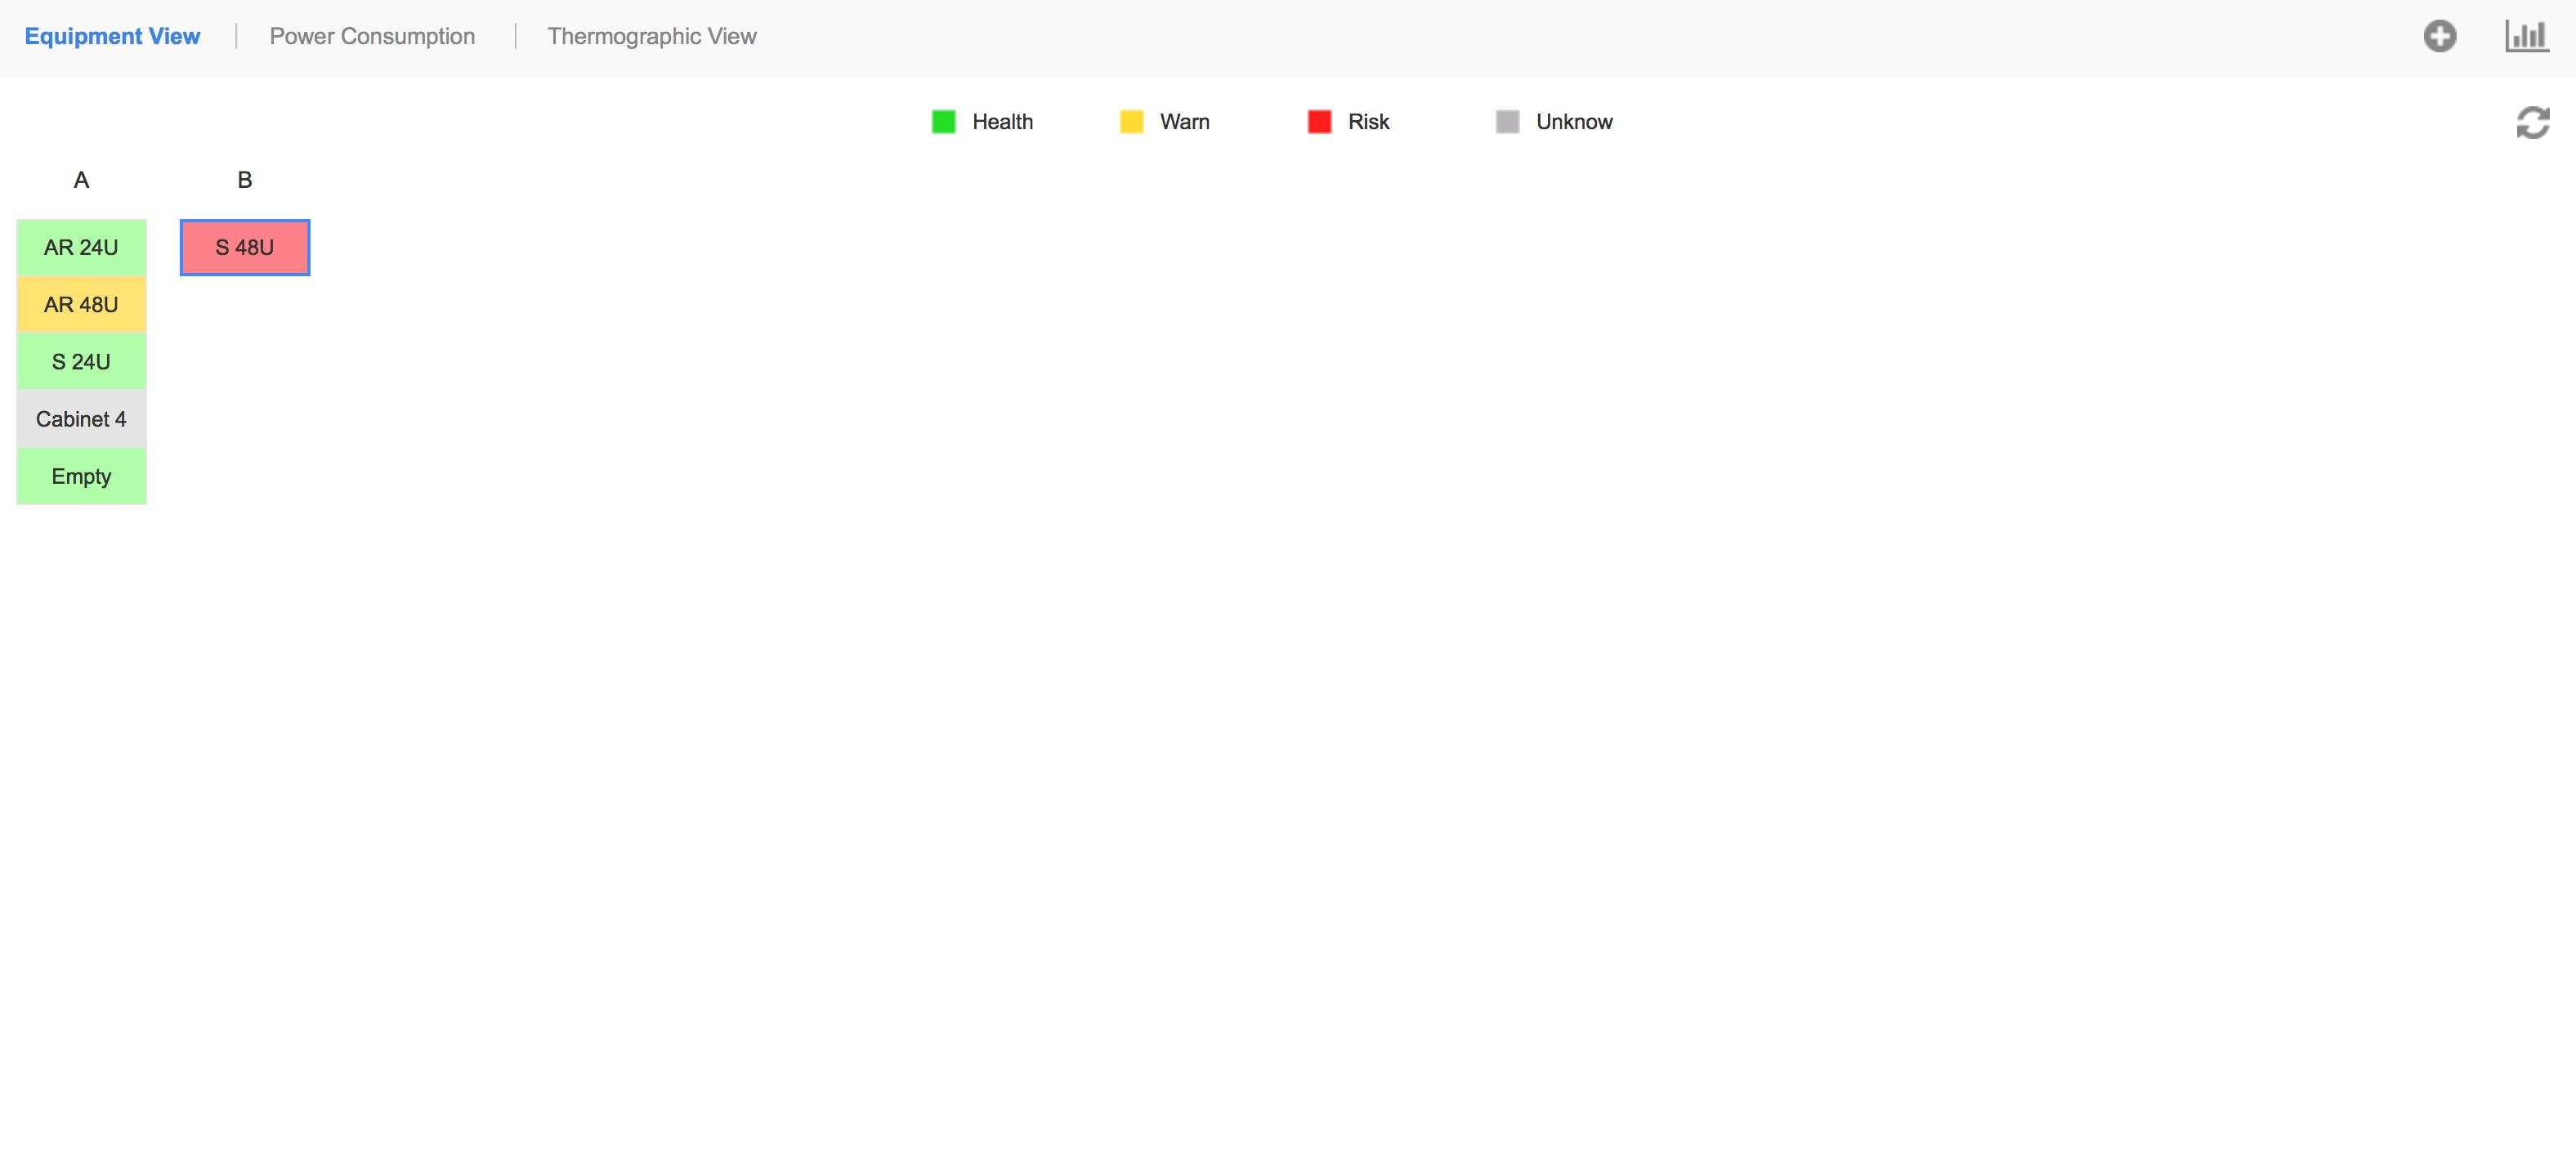 Equipment View Power Consumption Thermographic View
Health Warn Risk Unknow
A B
AR 24U S 48U
AR 48U
S 24U
Cabinet 4
Empty